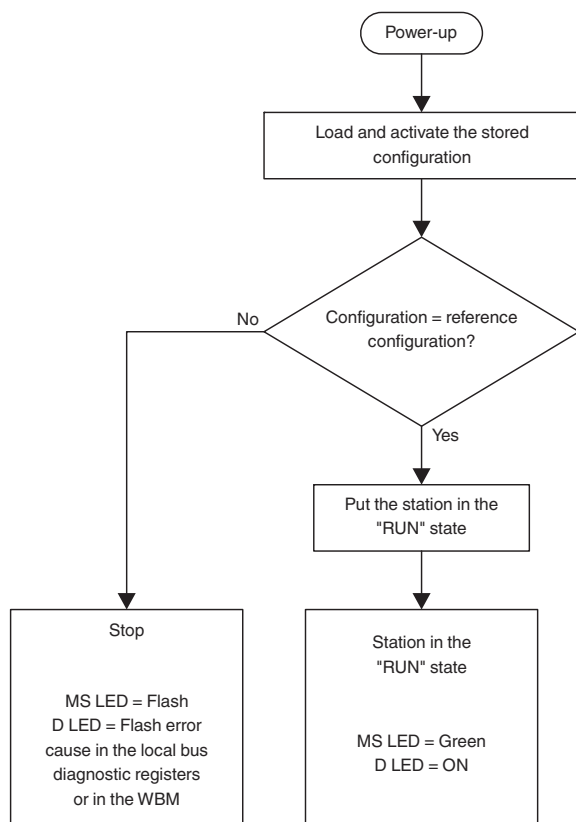 Power-up
Load and activate the stored
configuration
Configuration = reference
configuration?
No
Yes
Put the station in the
"RUN" state
Stop
MS LED = Flash
D LED = Flash error
cause in the local bus
diagnostic registers
or in the WBM
Station in the
"RUN" state
MS LED = Green
D LED = ON